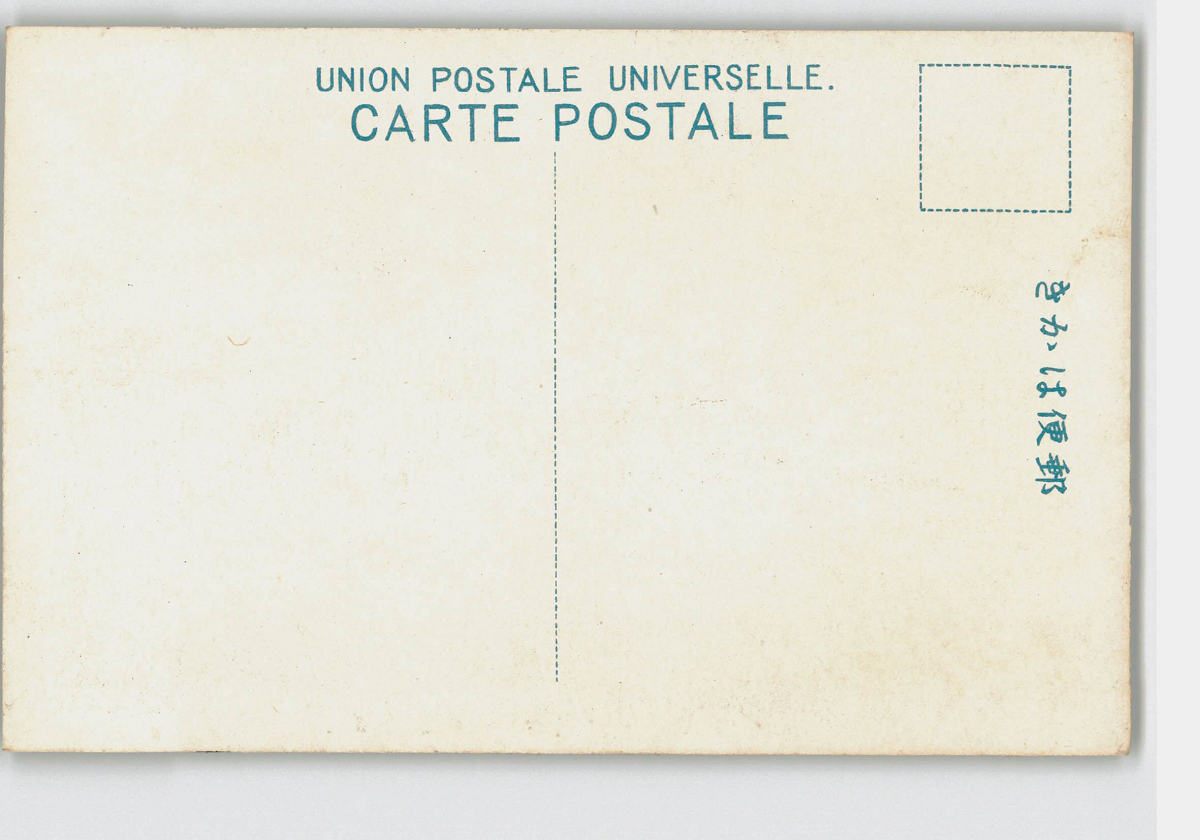 UNION POSTALE UNIVERSELLE.
CARTE POSTALE
郵便はかき